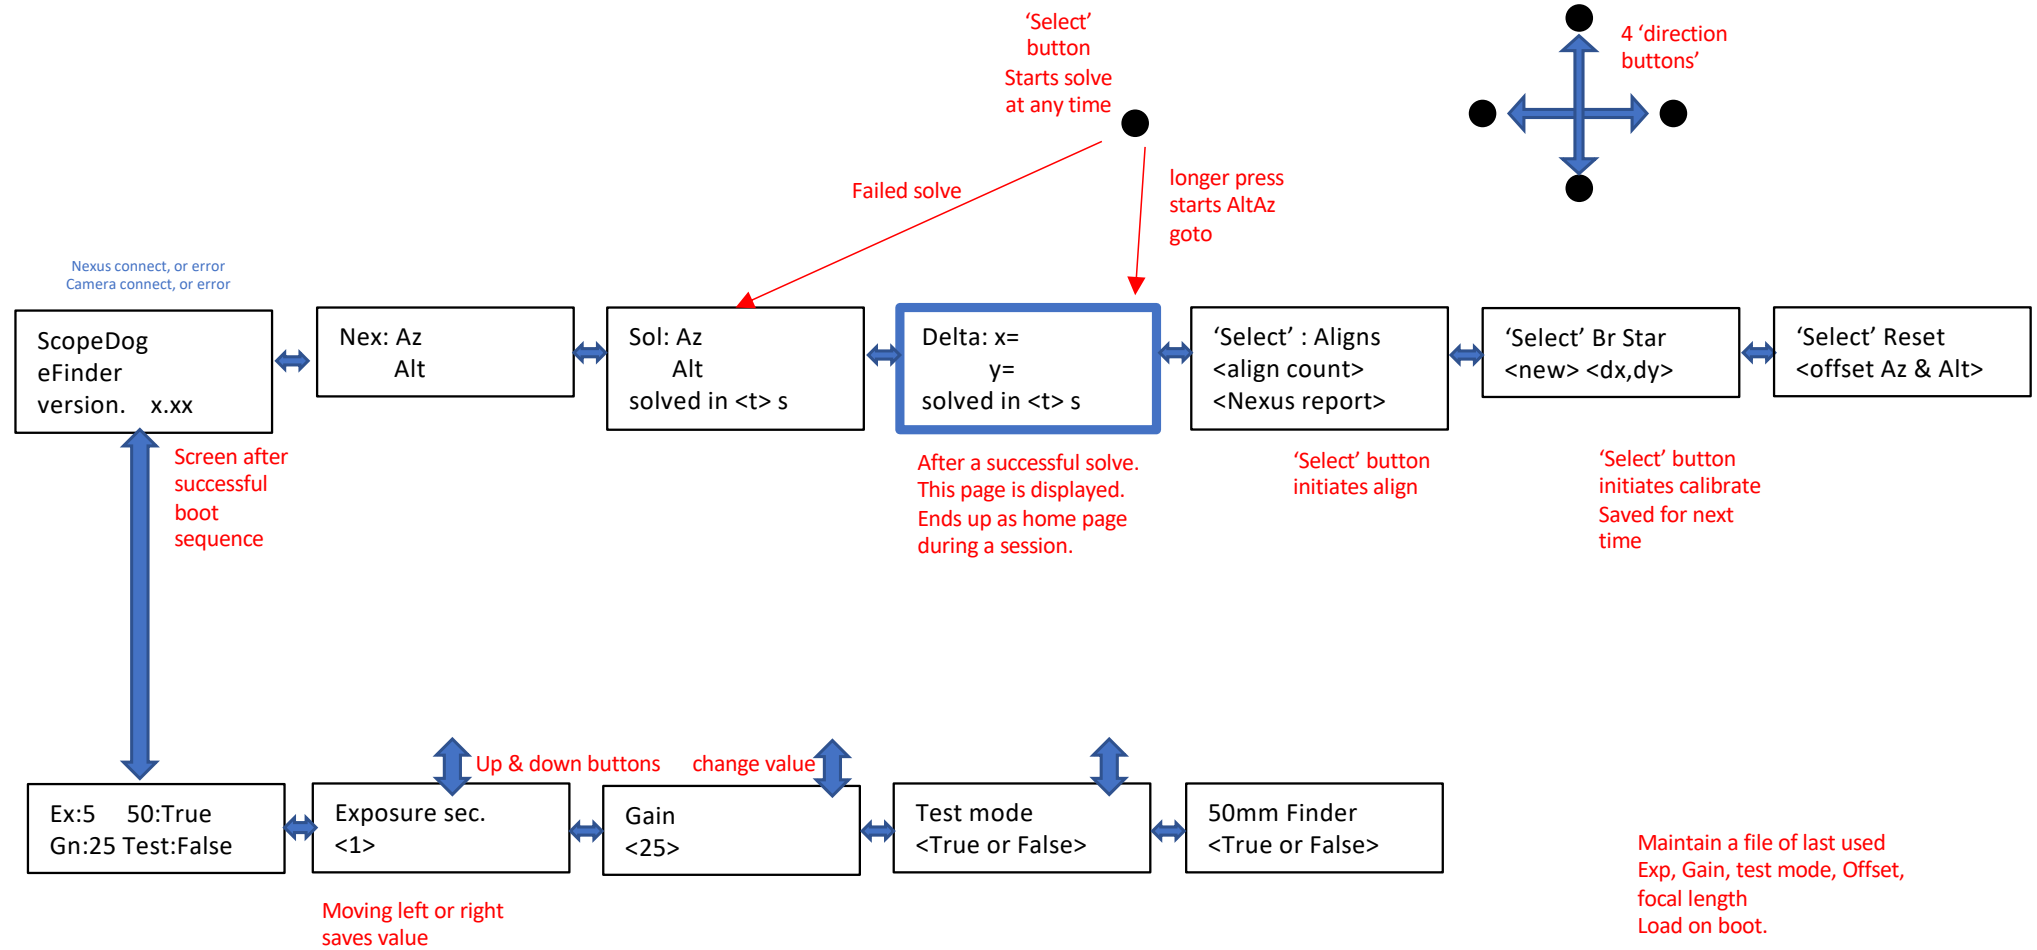 ‘Select’
button
Starts solve
at any time
4 ‘direction
buttons’
Failed solve
longer press
starts AltAz
goto
Nexus connect, or error
Camera connect, or error
ScopeDog
eFinder
version.    x.xx
Nex: Az
Alt
Sol: Az
Alt
solved in <t> s
Delta: x=
y=
solved in <t> s
‘Select’ : Aligns
<align count>
<Nexus report>
‘Select’ Br Star
<new> <dx,dy>
‘Select’ Reset
<offset Az & Alt>
Screen after
successful
boot
sequence
After a successful solve.
This page is displayed.
Ends up as home page
during a session.
‘Select’ button
initiates align
‘Select’ button
initiates calibrate
Saved for next
time
Up & down buttons     change value
Ex:5     50:True
Gn:25 Test:False
Exposure sec.
<1>
Gain
<25>
Test mode
<True or False>
50mm Finder
<True or False>
Moving left or right
saves value
Maintain a file of last used
Exp, Gain, test mode, Offset,
focal length
Load on boot.